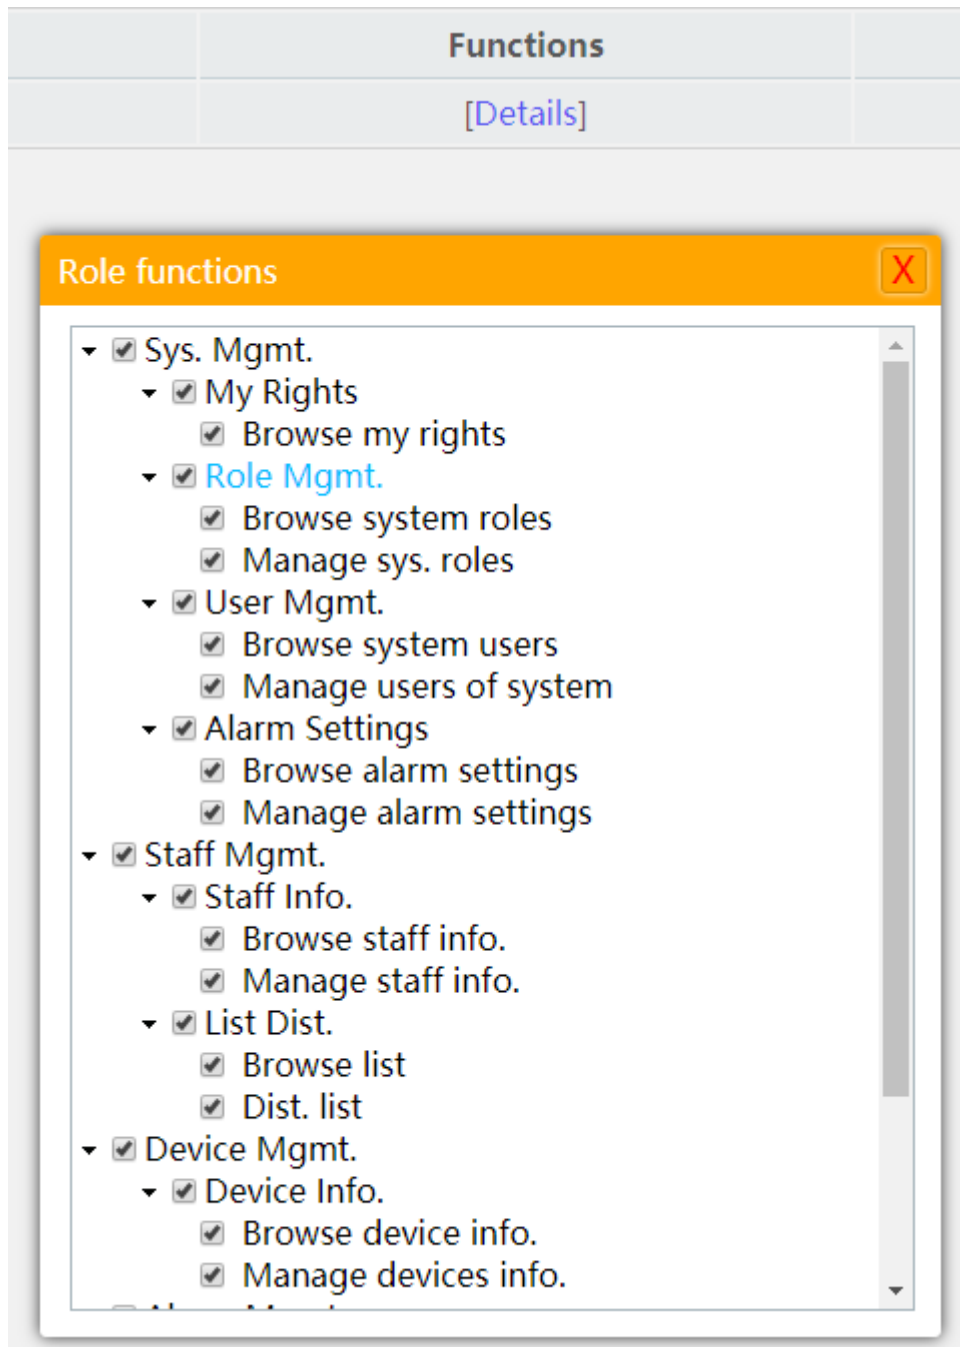 Functions
[Details]
Role functions
X
Sys. Mgmt.
My Rights
Browse my rights
Role Mgmt.
Browse system roles
Manage sys. roles
User Mgmt.
Browse system users
Manage users of system
Alarm Settings
Browse alarm settings
Manage alarm settings
Staff Mgmt.
Staff Info.
Browse staff info.
Manage staff info.
List Dist.
Browse list
Dist. list
Device Mgmt.
Device Info.
Browse device info.
Manage devices info.